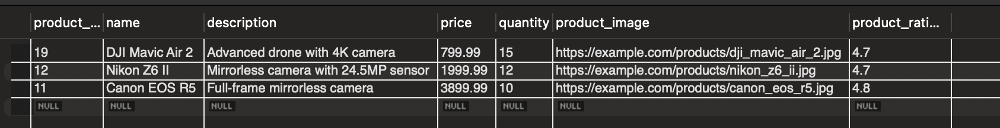 product_... name description price quantity product_image product_rati...
19 DJI Mavic Air 2 Advanced drone with 4K camera 799.99 15 https://example.com/products/dji_mavic_air_2.jpg 4.7
12 Nikon Z6 II Mirrorless camera with 24.5MP sensor 1999.99 12 https://example.com/products/nikon_z6_ii.jpg 4.7
11 Canon EOS R5 Full-frame mirrorless camera 3899.99 10 https://example.com/products/canon_eos_r5.jpg 4.8
NULL NULL NULL NULL NULL NULL NULL